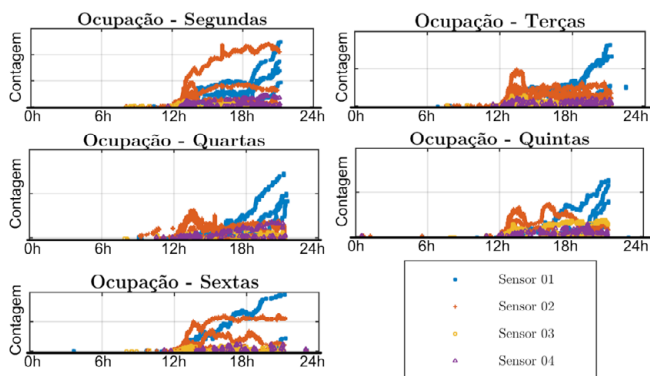 Ocupação - Segundas
Contagem
0h 6h 12h 18h 24h
Ocupação - Terças
Contagem
0h 6h 12h 18h 24h
Ocupação - Quartas
Contagem
0h 6h 12h 18h 24h
Ocupação - Quintas
Contagem
0h 6h 12h 18h 24h
Ocupação - Sextas
Contagem
0h 6h 12h 18h 24h
Sensor 01
Sensor 02
Sensor 03
Sensor 04